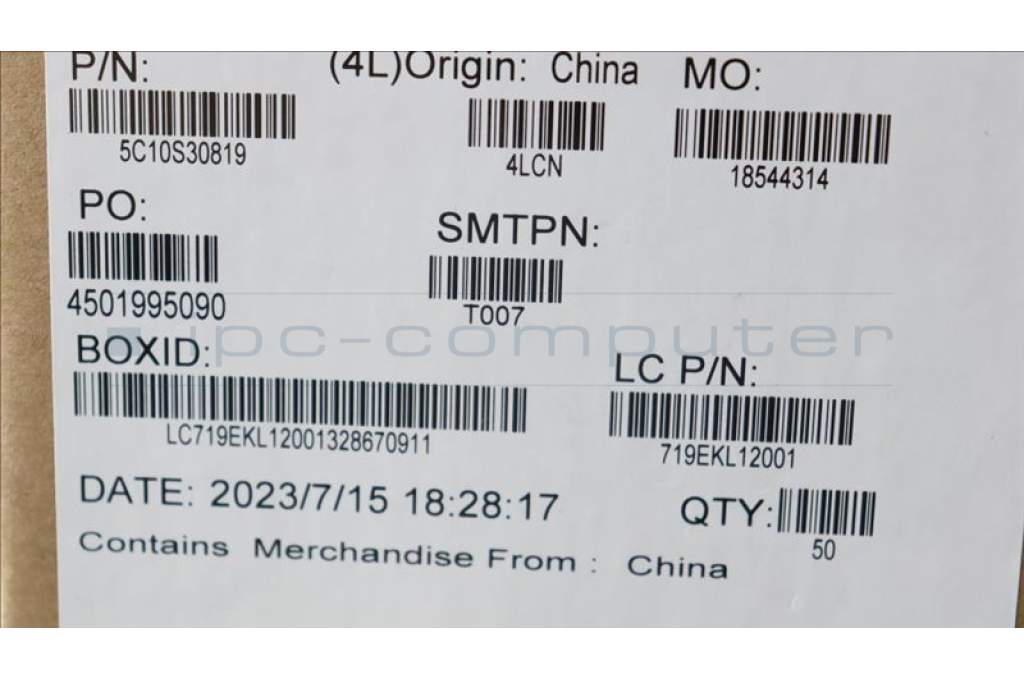 P/N: (4L)Origin: China MO:
5C10S30819 4LCN 18544314
PO: SMTPN:
4501995090 T007
ipc-computer
BOXID: LC P/N:
LC719EKL12001328670911 719EKL12001
DATE: 2023/7/15 18:28:17 QTY:
50
Contains Merchandise From : China